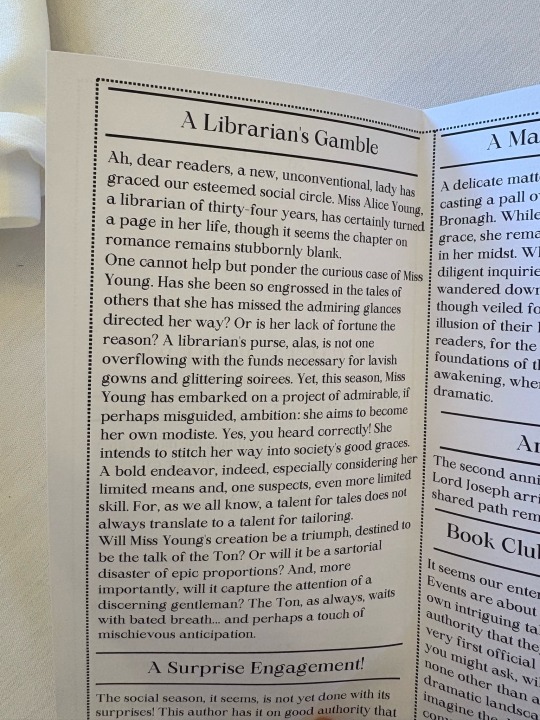 A Librarian's Gamble
Ah, dear readers, a new, unconventional, lady has
graced our esteemed social circle. Miss Alice Young,
a librarian of thirty-four years, has certainly turned
a page in her life, though it seems the chapter on
romance remains stubbornly blank.
One cannot help but ponder the curious case of Miss
Young. Has she been so engrossed in the tales of
others that she has missed the admiring glances
directed her way? Or is her lack of fortune the
reason? A librarian's purse, alas, is not one
overflowing with the funds necessary for lavish
gowns and glittering soirees. Yet, this season, Miss
Young has embarked on a project of admirable, if
perhaps misguided, ambition: she aims to become
her own modiste. Yes, you heard correctly! She
intends to stitch her way into society's good graces.
A bold endeavor, indeed, especially considering her
limited means and, one suspects, even more limited
skill. For, as we all know, a talent for tales does not
always translate to a talent for tailoring.
Will Miss Young's creation be a triumph, destined to
be the talk of the Ton? Or will it be a sartorial
disaster of epic proportions? And, more
importantly, will it capture the attention of a
discerning gentleman? The Ton, as always, waits
with bated breath... and perhaps a touch of
mischievous anticipation.
A Surprise Engagement!
The social season, it seems, is not yet done with its
surprises! This author has it on good authority that
A Ma
A delicate matt
casting a pall o
Bronagh. While
grace, she rema
in her midst. Wh
diligent inquirie
wandered down
though veiled fo
illusion of their
readers, for the
foundations of th
awakening, whe
dramatic.
An
The second anni
Lord Joseph arri
shared path rem
Book Clu
It seems our enter
Events are about
own intriguing ta
authority that the
very first official
you might ask, wi
none other than a
dramatic landsca
imagine the